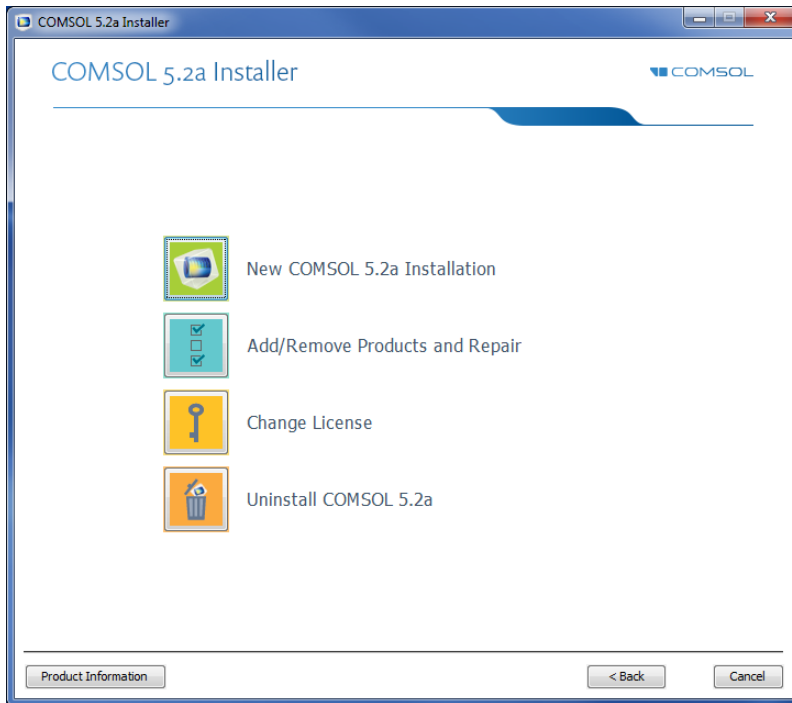 COMSOL 5.2a Installer
COMSOL 5.2a Installer
COMSOL
New COMSOL 5.2a Installation
Add/Remove Products and Repair
Change License
Uninstall COMSOL 5.2a
Product Information
< Back
Cancel